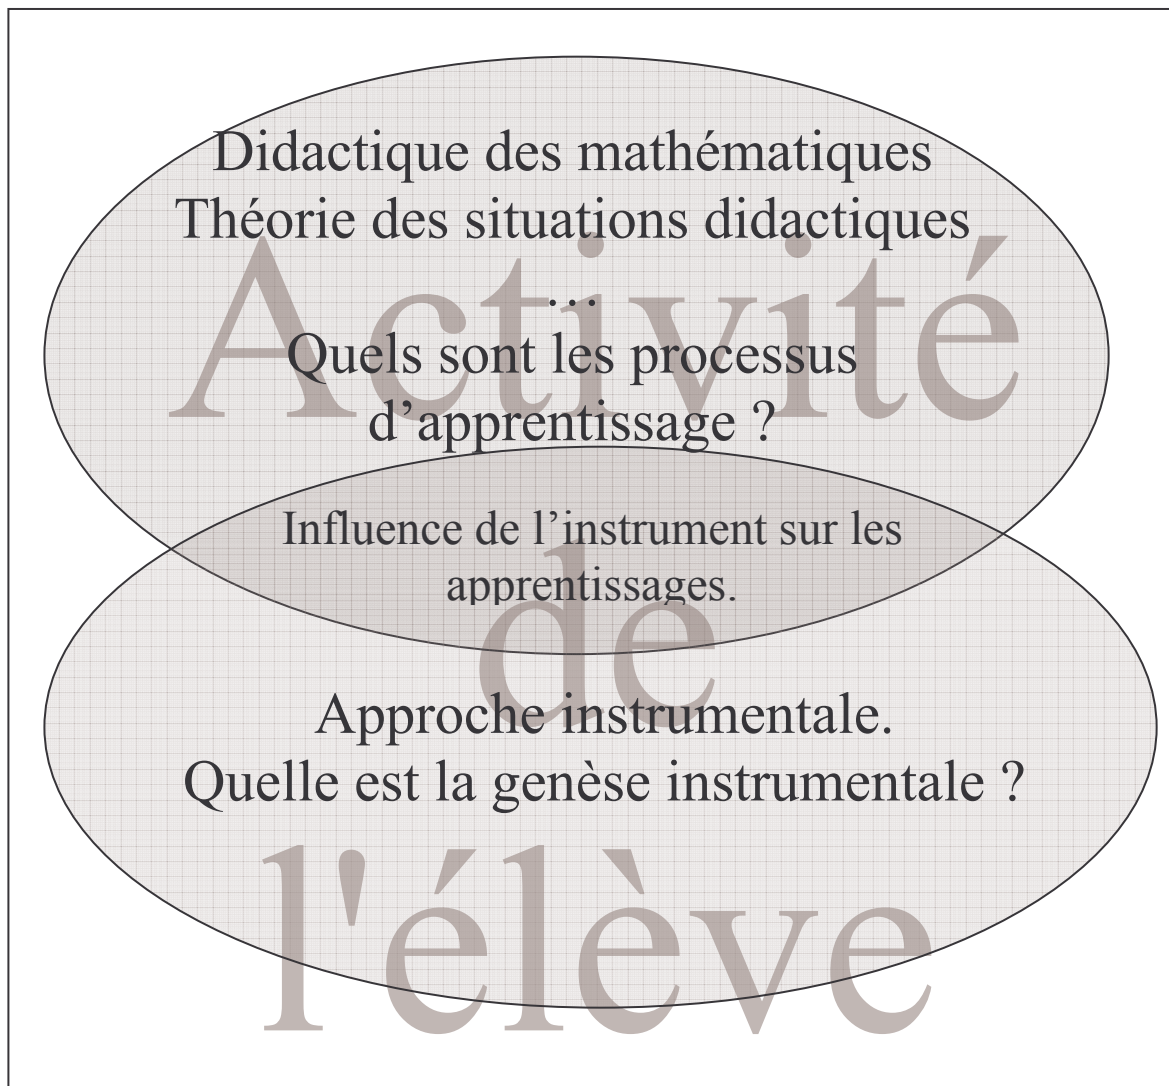 Didactique des mathématiques
Théorie des situations didactiques
…
Quels sont les processus
d’apprentissage ?
Influence de l’instrument sur les
apprentissages.
Approche instrumentale.
Quelle est la genèse instrumentale ?
Activité
de
l'élève